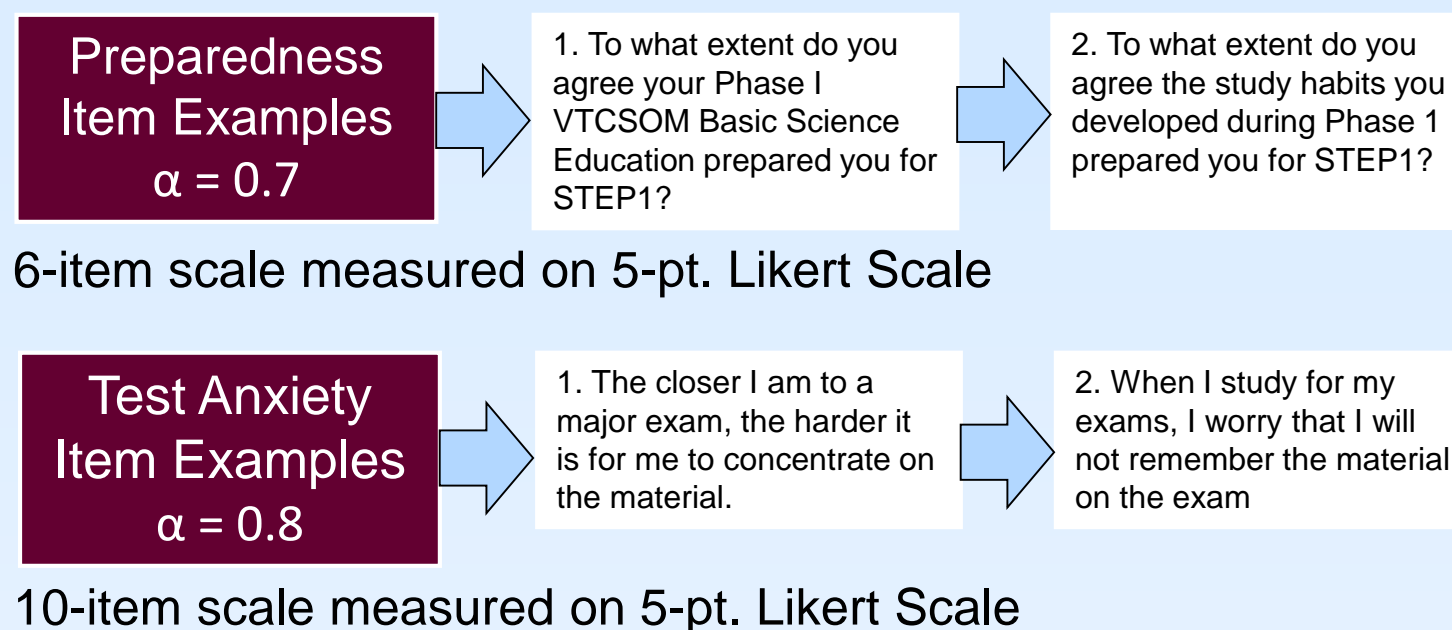 Preparedness
Item Examples
α = 0.7
1. To what extent do you
agree your Phase I
VTCSOM Basic Science
Education prepared you for
STEP1?
2. To what extent do you
agree the study habits you
developed during Phase 1
prepared you for STEP1?
6-item scale measured on 5-pt. Likert Scale
Test Anxiety
Item Examples
α = 0.8
1. The closer I am to a
major exam, the harder it
is for me to concentrate on
the material.
2. When I study for my
exams, I worry that I will
not remember the material
on the exam
10-item scale measured on 5-pt. Likert Scale